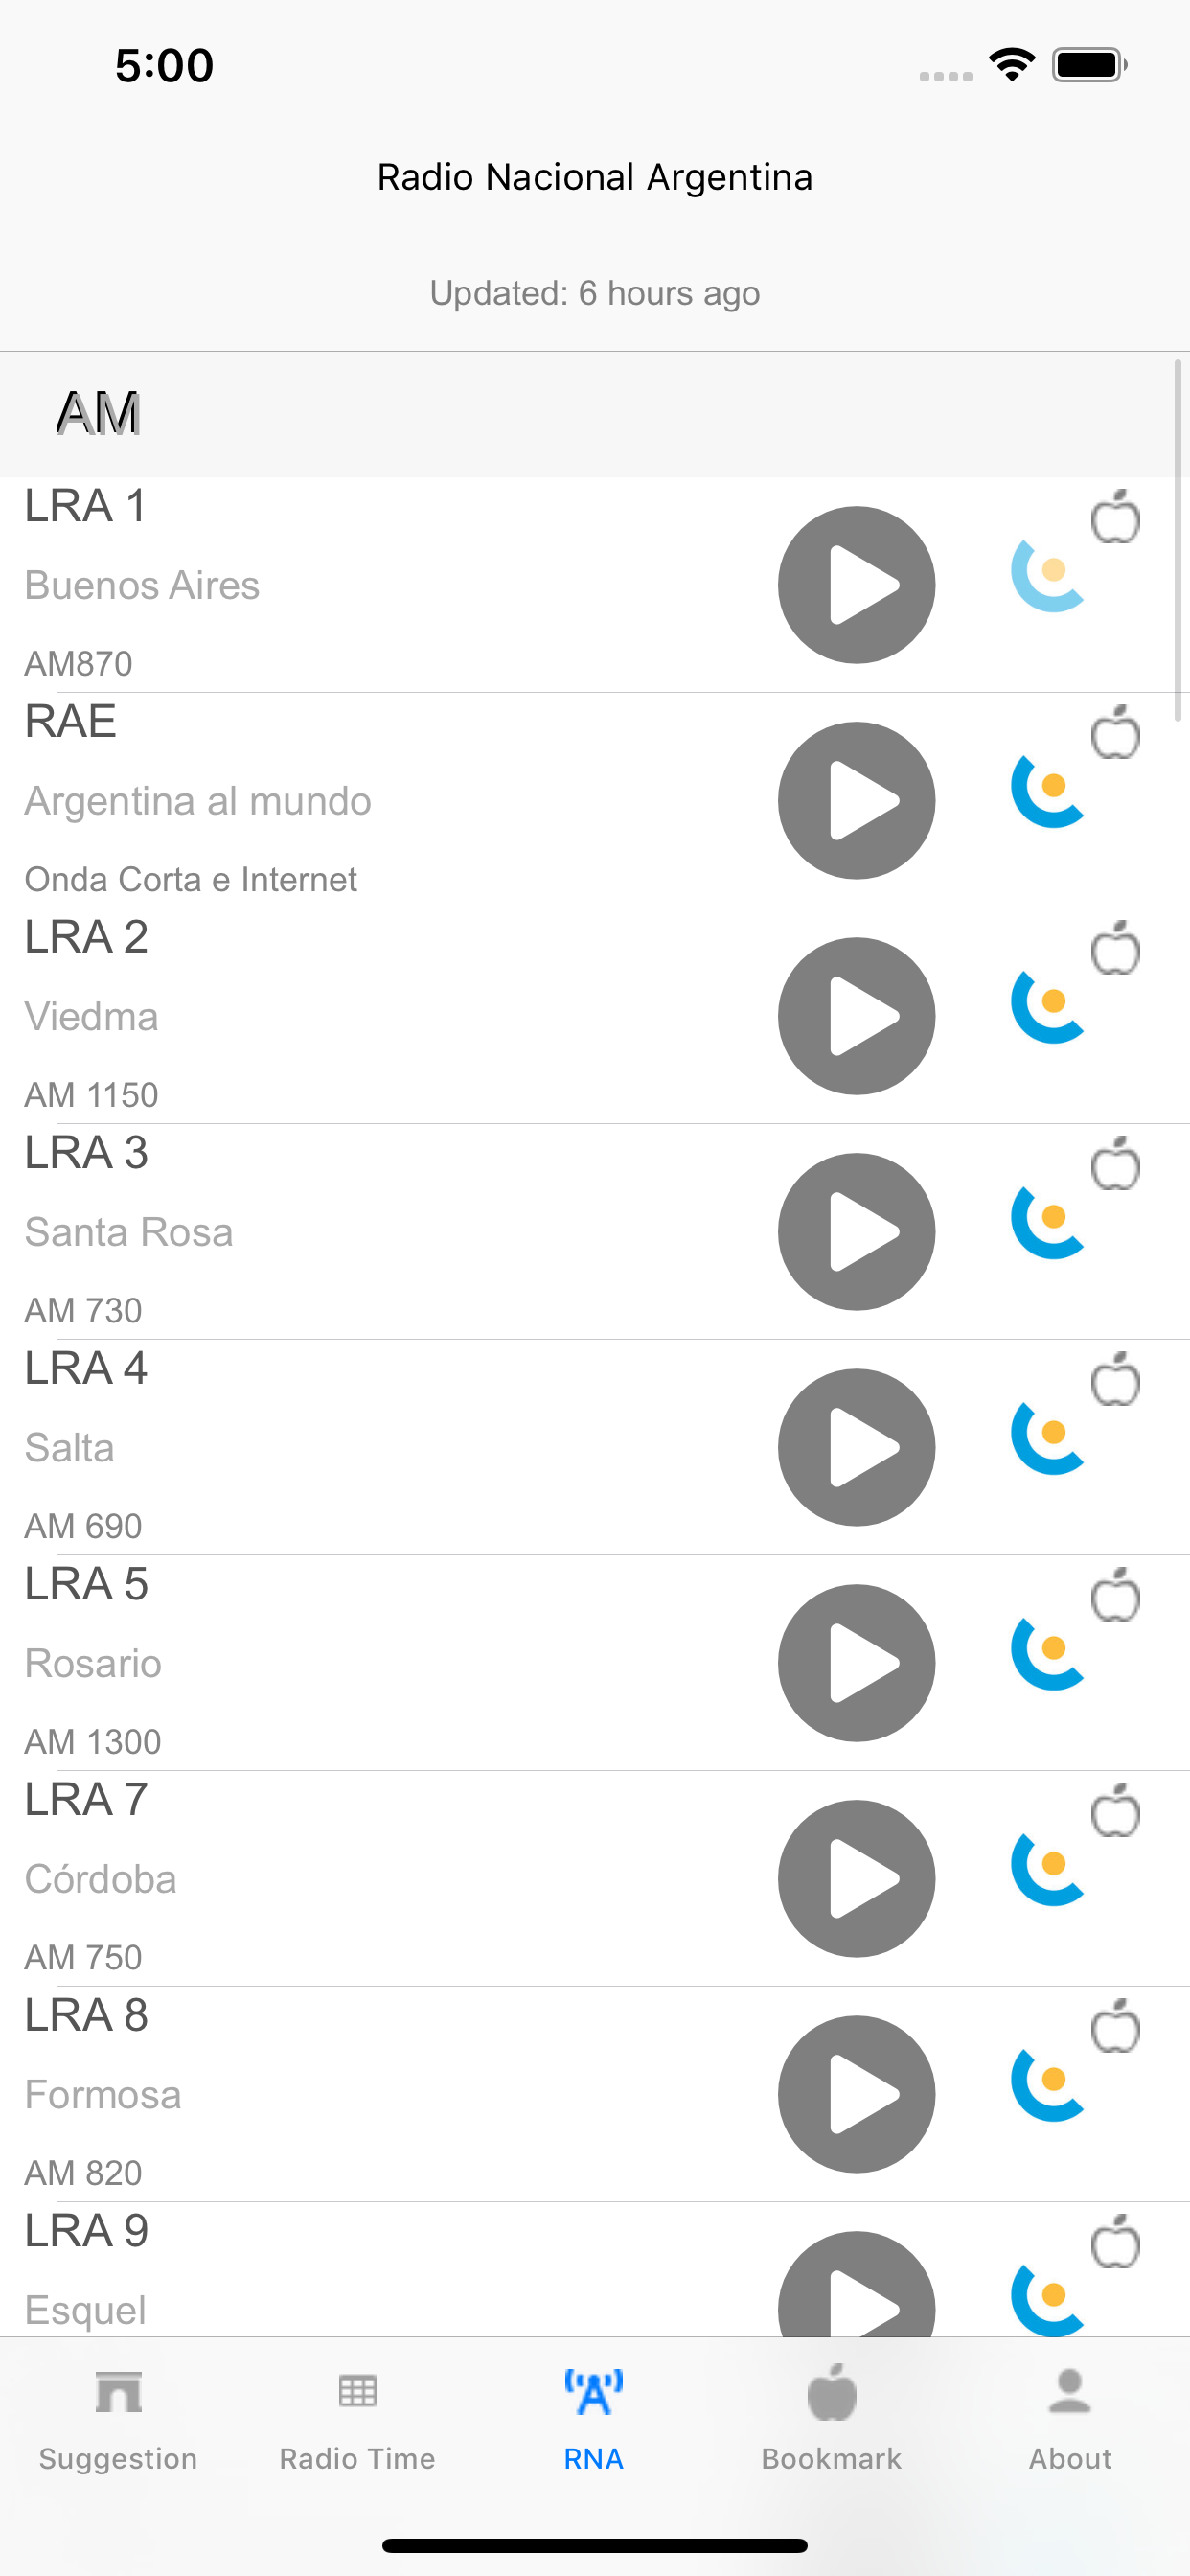 5:00
Radio Nacional Argentina
Updated: 6 hours ago
AM
LRA 1
Buenos Aires
AM870
RAE
Argentina al mundo
Onda Corta e Internet
LRA 2
Viedma
AM 1150
LRA 3
Santa Rosa
AM 730
LRA 4
Salta
AM 690
LRA 5
Rosario
AM 1300
LRA 7
Córdoba
AM 750
LRA 8
Formosa
AM 820
LRA 9
Esquel
Suggestion
Radio Time
RNA
Bookmark
About